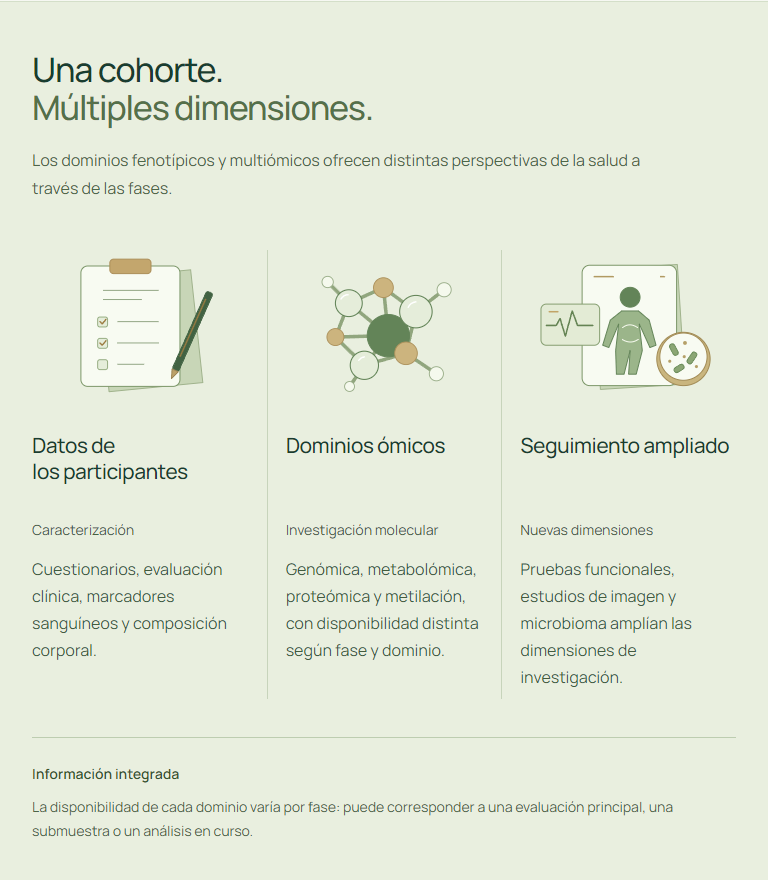 Una cohorte.
Múltiples dimensiones.
Los dominios fenotípicos y multiómicos ofrecen distintas perspectivas de la salud a
través de las fases.
Datos de
los participantes
Caracterización
Cuestionarios, evaluación
clínica, marcadores
sanguíneos y composición
corporal.
Dominios ómicos
Investigación molecular
Genómica, metabolómica,
proteómica y metilación,
con disponibilidad distinta
según fase y dominio.
Seguimiento ampliado
Nuevas dimensiones
Pruebas funcionales,
estudios de imagen y
microbioma amplían las
dimensiones de
investigación.
Información integrada
La disponibilidad de cada dominio varía por fase: puede corresponder a una evaluación principal, una
submuestra o un análisis en curso.